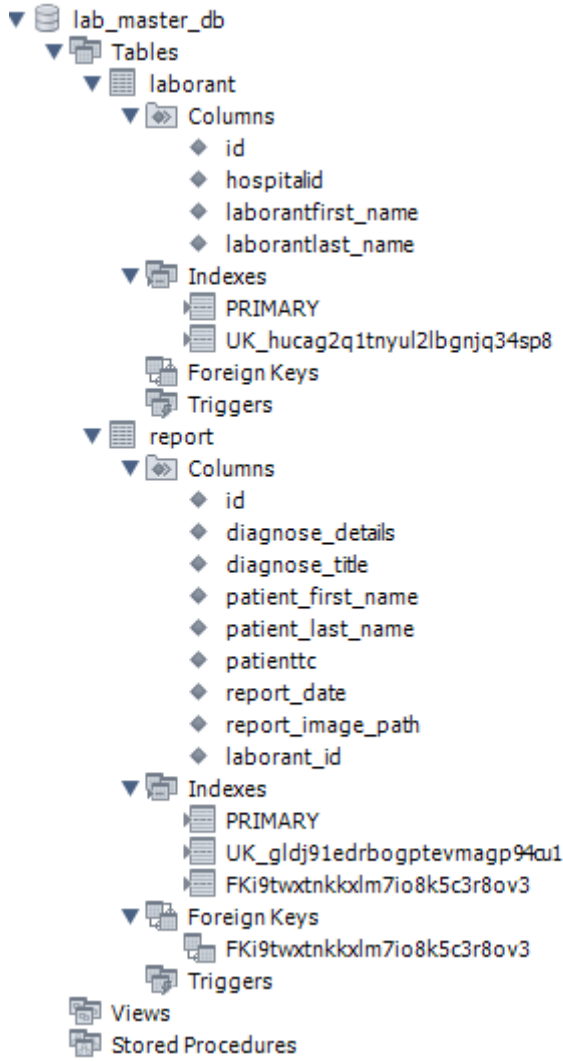 lab_master_db
Tables
laborant
Columns
id
hospitalid
laborantfirst_name
laborantlast_name
Indexes
PRIMARY
UK_hucag2q1tnyul2lbgnjq34sp8
Foreign Keys
Triggers
report
Columns
id
diagnose_details
diagnose_title
patient_first_name
patient_last_name
patienttc
report_date
report_image_path
laborant_id
Indexes
PRIMARY
UK_gldj91edrbogptevmagp94cu1
FKi9twxtnkkxlm7io8k5c3r8ov3
Foreign Keys
FKi9twxtnkkxlm7io8k5c3r8ov3
Triggers
Views
Stored Procedures